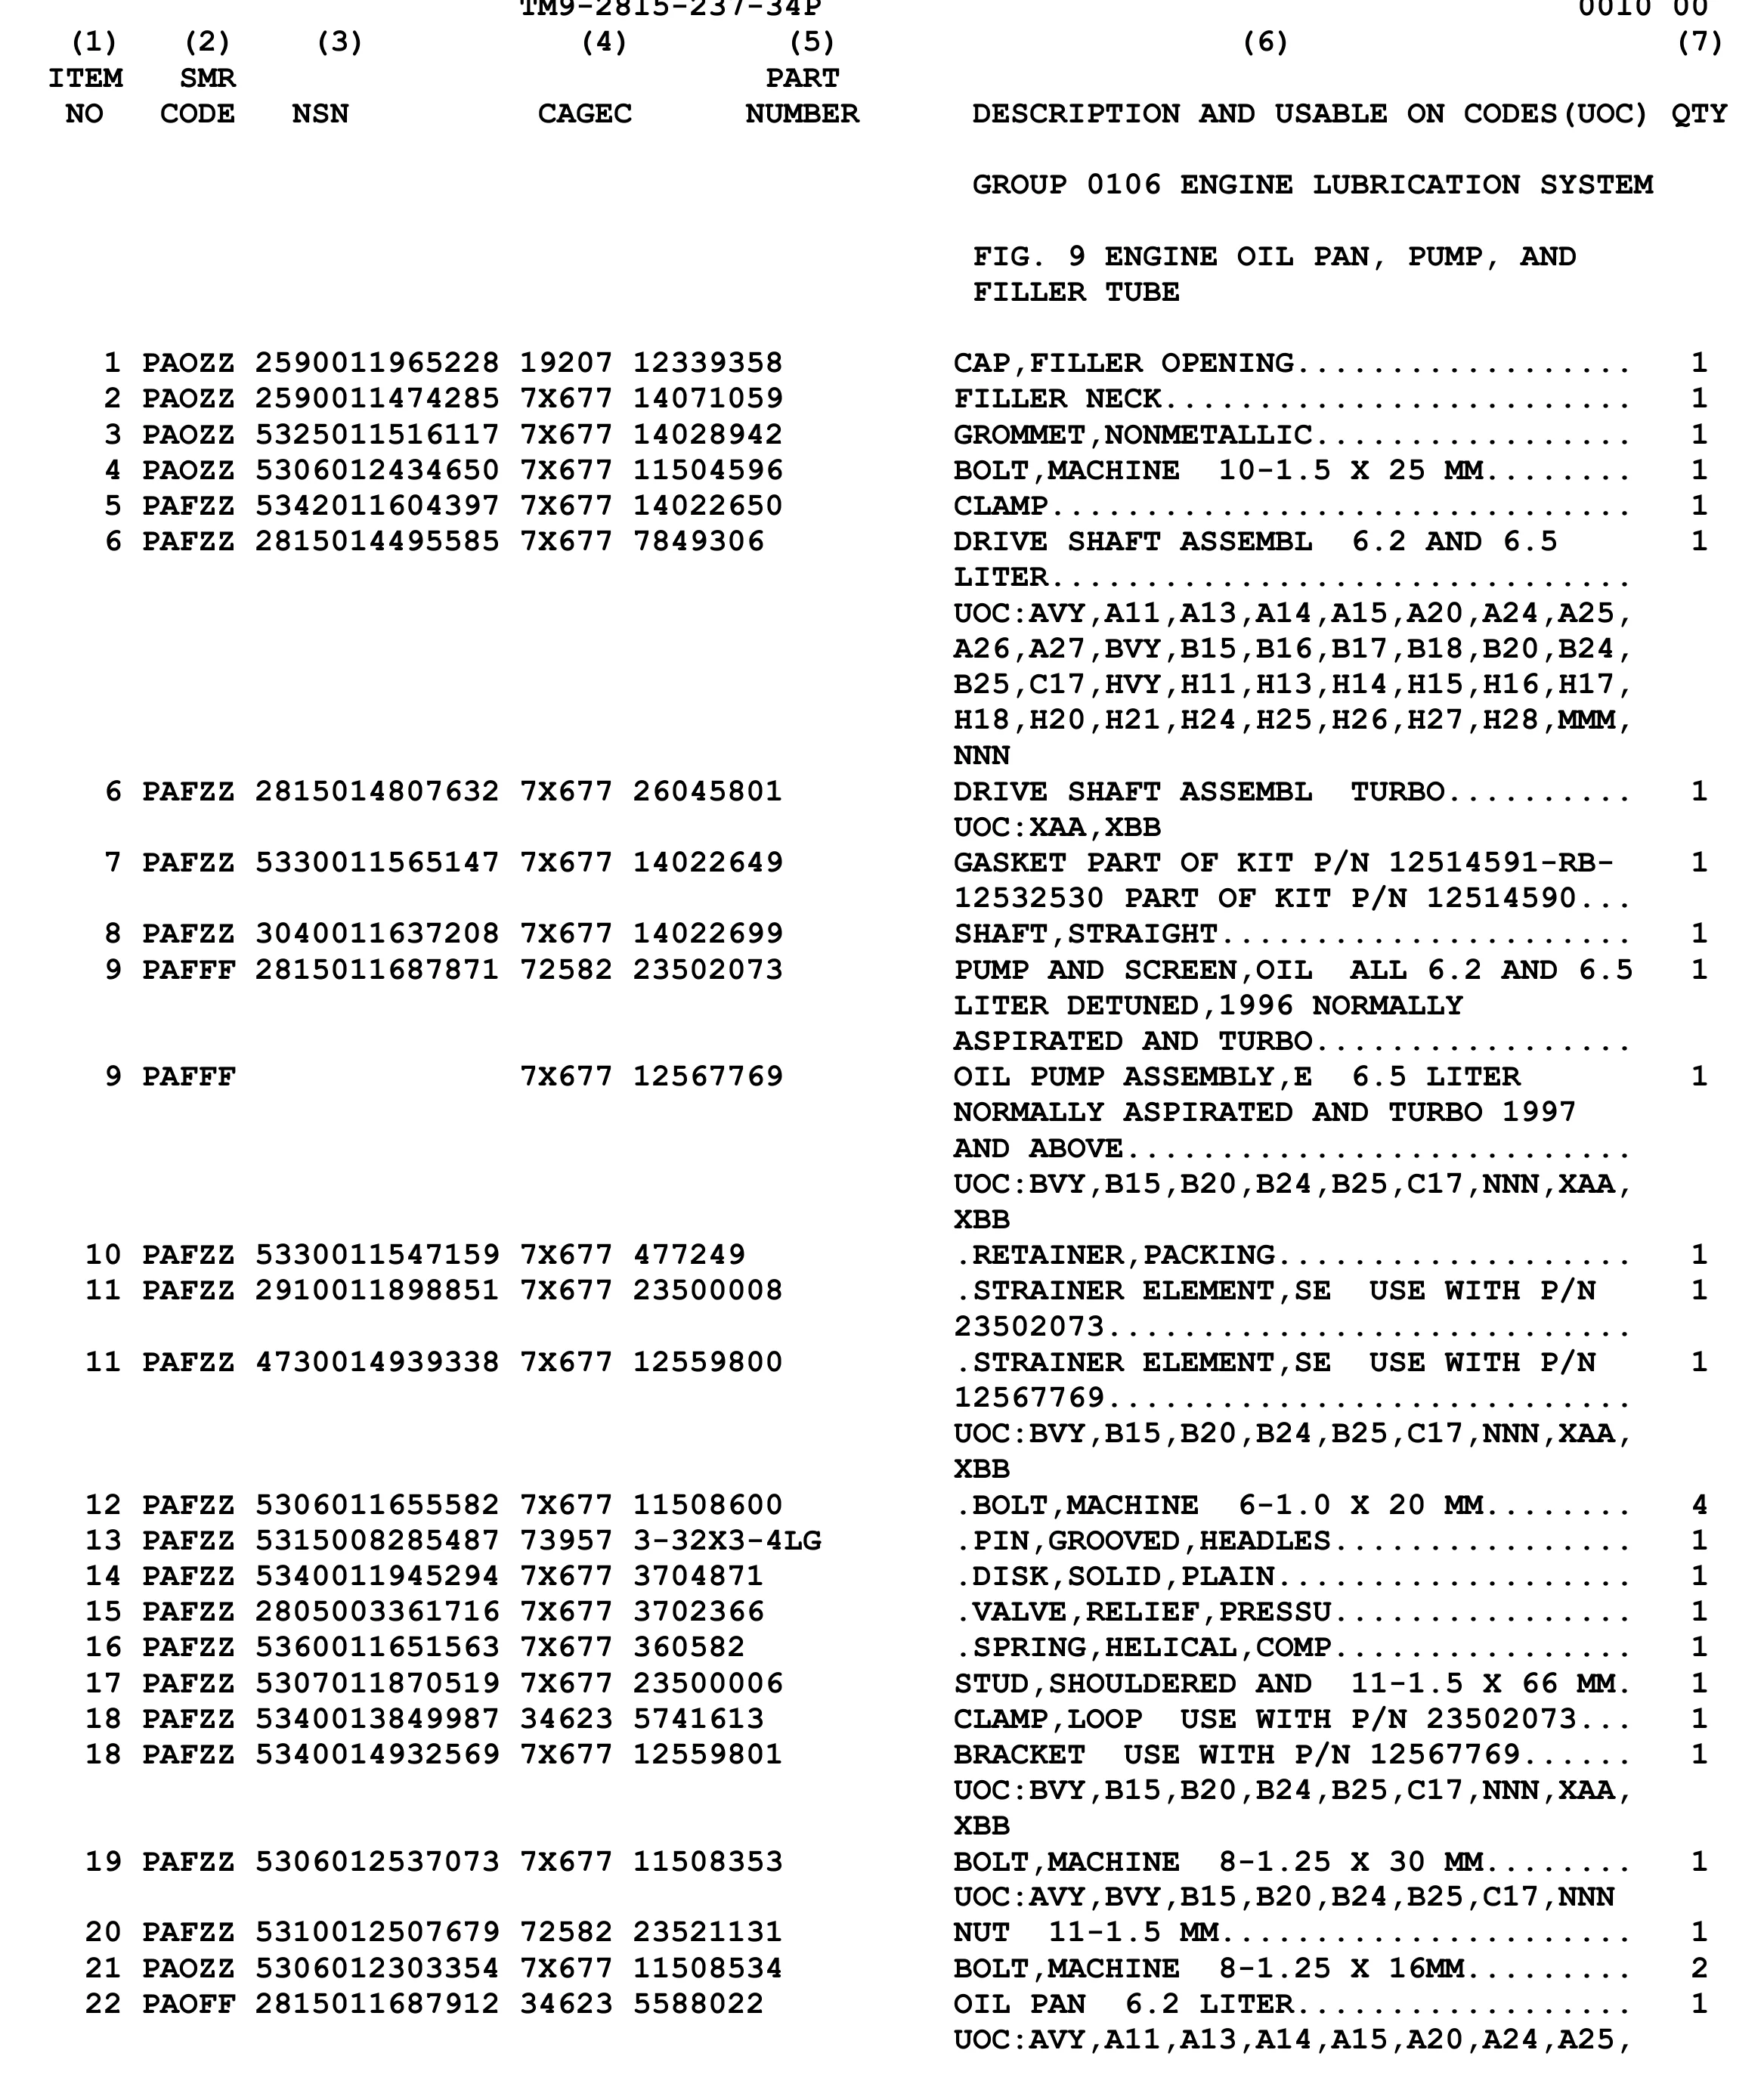 TM9-2815-237-34P 0010 00
(1) (2) (3) (4) (5) (6) (7)
ITEM SMR PART
NO CODE NSN CAGEC NUMBER DESCRIPTION AND USABLE ON CODES(UOC) QTY
GROUP 0106 ENGINE LUBRICATION SYSTEM
FIG. 9 ENGINE OIL PAN, PUMP, AND
FILLER TUBE
1 PAOZZ 2590011965228 19207 12339358 CAP,FILLER OPENING.................. 1
2 PAOZZ 2590011474285 7X677 14071059 FILLER NECK......................... 1
3 PAOZZ 5325011516117 7X677 14028942 GROMMET,NONMETALLIC................. 1
4 PAOZZ 5306012434650 7X677 11504596 BOLT,MACHINE 10-1.5 X 25 MM........ 1
5 PAFZZ 5342011604397 7X677 14022650 CLAMP............................... 1
6 PAFZZ 2815014495585 7X677 7849306 DRIVE SHAFT ASSEMBL 6.2 AND 6.5 1
LITER...............................
UOC:AVY,A11,A13,A14,A15,A20,A24,A25,
A26,A27,BVY,B15,B16,B17,B18,B20,B24,
B25,C17,HVY,H11,H13,H14,H15,H16,H17,
H18,H20,H21,H24,H25,H26,H27,H28,MMM,
NNN
6 PAFZZ 2815014807632 7X677 26045801 DRIVE SHAFT ASSEMBL TURBO.......... 1
UOC:XAA,XBB
7 PAFZZ 5330011565147 7X677 14022649 GASKET PART OF KIT P/N 12514591-RB- 1
12532530 PART OF KIT P/N 12514590...
8 PAFZZ 3040011637208 7X677 14022699 SHAFT,STRAIGHT...................... 1
9 PAFFF 2815011687871 72582 23502073 PUMP AND SCREEN,OIL ALL 6.2 AND 6.5 1
LITER DETUNED,1996 NORMALLY
ASPIRATED AND TURBO.................
9 PAFFF 7X677 12567769 OIL PUMP ASSEMBLY,E 6.5 LITER 1
NORMALLY ASPIRATED AND TURBO 1997
AND ABOVE...........................
UOC:BVY,B15,B20,B24,B25,C17,NNN,XAA,
XBB
10 PAFZZ 5330011547159 7X677 477249 .RETAINER,PACKING................... 1
11 PAFZZ 2910011898851 7X677 23500008 .STRAINER ELEMENT,SE USE WITH P/N 1
23502073............................
11 PAFZZ 4730014939338 7X677 12559800 .STRAINER ELEMENT,SE USE WITH P/N 1
12567769............................
UOC:BVY,B15,B20,B24,B25,C17,NNN,XAA,
XBB
12 PAFZZ 5306011655582 7X677 11508600 .BOLT,MACHINE 6-1.0 X 20 MM........ 4
13 PAFZZ 5315008285487 73957 3-32X3-4LG .PIN,GROOVED,HEADLES................ 1
14 PAFZZ 5340011945294 7X677 3704871 .DISK,SOLID,PLAIN................... 1
15 PAFZZ 2805003361716 7X677 3702366 .VALVE,RELIEF,PRESSU................ 1
16 PAFZZ 5360011651563 7X677 360582 .SPRING,HELICAL,COMP................ 1
17 PAFZZ 5307011870519 7X677 23500006 STUD,SHOULDERED AND 11-1.5 X 66 MM. 1
18 PAFZZ 5340013849987 34623 5741613 CLAMP,LOOP USE WITH P/N 23502073... 1
18 PAFZZ 5340014932569 7X677 12559801 BRACKET USE WITH P/N 12567769...... 1
UOC:BVY,B15,B20,B24,B25,C17,NNN,XAA,
XBB
19 PAFZZ 5306012537073 7X677 11508353 BOLT,MACHINE 8-1.25 X 30 MM........ 1
UOC:AVY,BVY,B15,B20,B24,B25,C17,NNN
20 PAFZZ 5310012507679 72582 23521131 NUT 11-1.5 MM...................... 1
21 PAOZZ 5306012303354 7X677 11508534 BOLT,MACHINE 8-1.25 X 16MM......... 2
22 PAOFF 2815011687912 34623 5588022 OIL PAN 6.2 LITER.................. 1
UOC:AVY,A11,A13,A14,A15,A20,A24,A25,